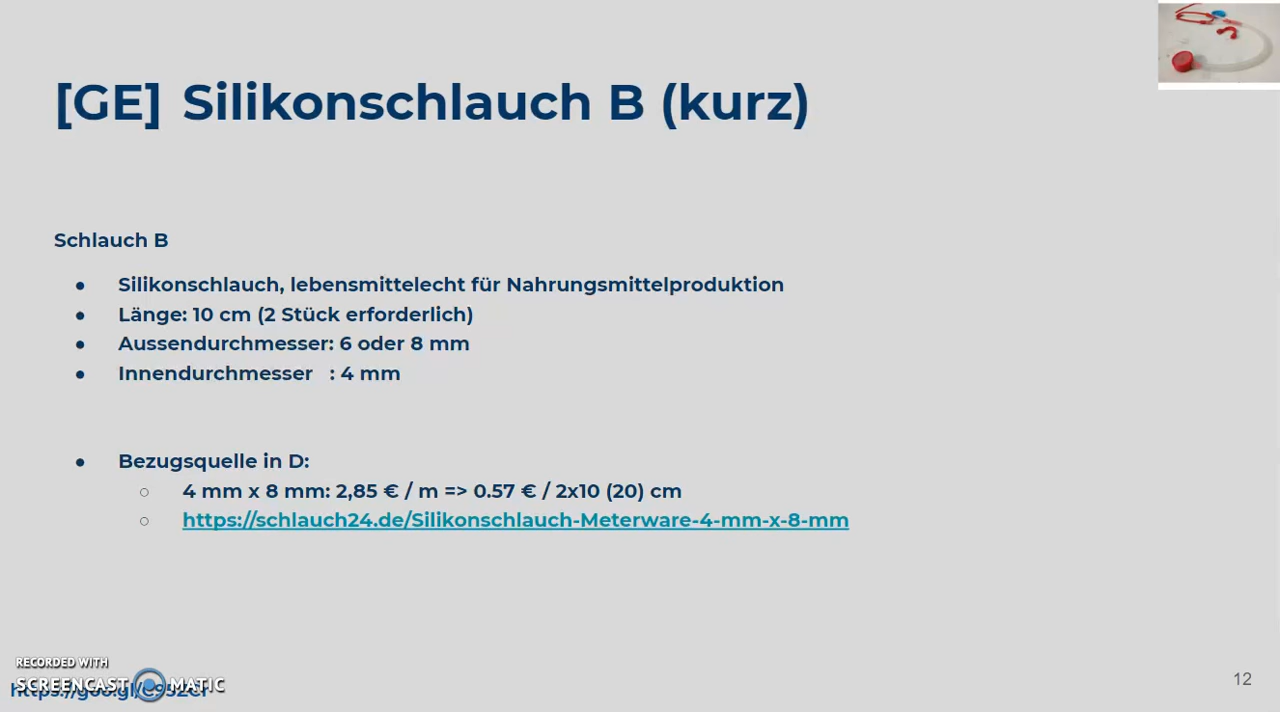 [GE] Silikonschlauch B (kurz)
Schlauch B
● Silikonschlauch, lebensmittelecht für Nahrungsmittelproduktion
● Länge: 10 cm (2 Stück erforderlich)
● Aussendurchmesser: 6 oder 8 mm
● Innendurchmesser : 4 mm
● Bezugsquelle in D:
○ 4 mm x 8 mm: 2,85 € / m => 0.57 € / 2x10 (20) cm
○ https://schlauch24.de/Silikonschlauch-Meterware-4-mm-x-8-mm
RECORDED WITH
SCREENCAST MATIC
12